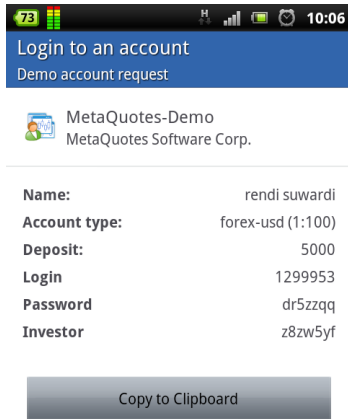 73 H 10:06
Login to an account
Demo account request
MetaQuotes-Demo
MetaQuotes Software Corp.
Name: rendi suwardi
Account type: forex-usd (1:100)
Deposit: 5000
Login 1299953
Password dr5zzqq
Investor z8zw5yf
Copy to Clipboard